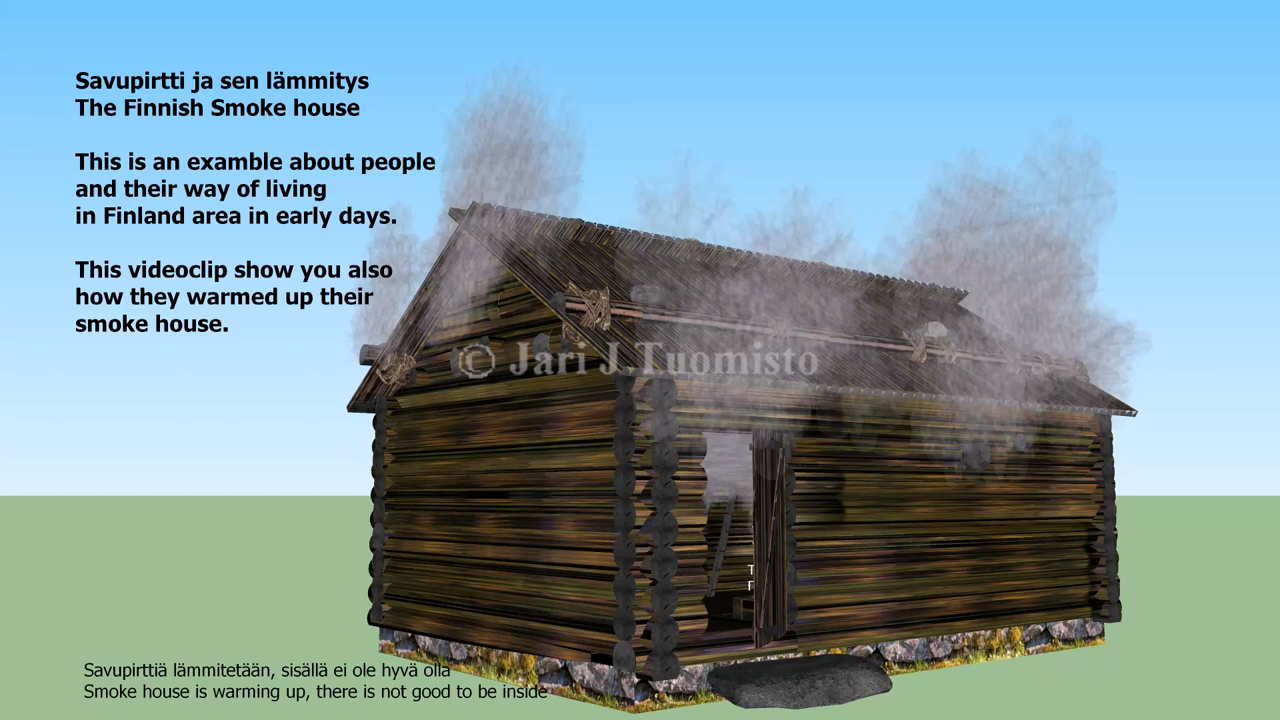 Savupirtti ja sen lämmitys
The Finnish Smoke house
This is an examble about people
and their way of living
in Finland area in early days.
This videoclip show you also
how they warmed up their
smoke house.
© Jari J Tuomisto
Savupirttiä lämmitetään, sisällä ei ole hyvä olla
Smoke house is warming up, there is not good to be inside